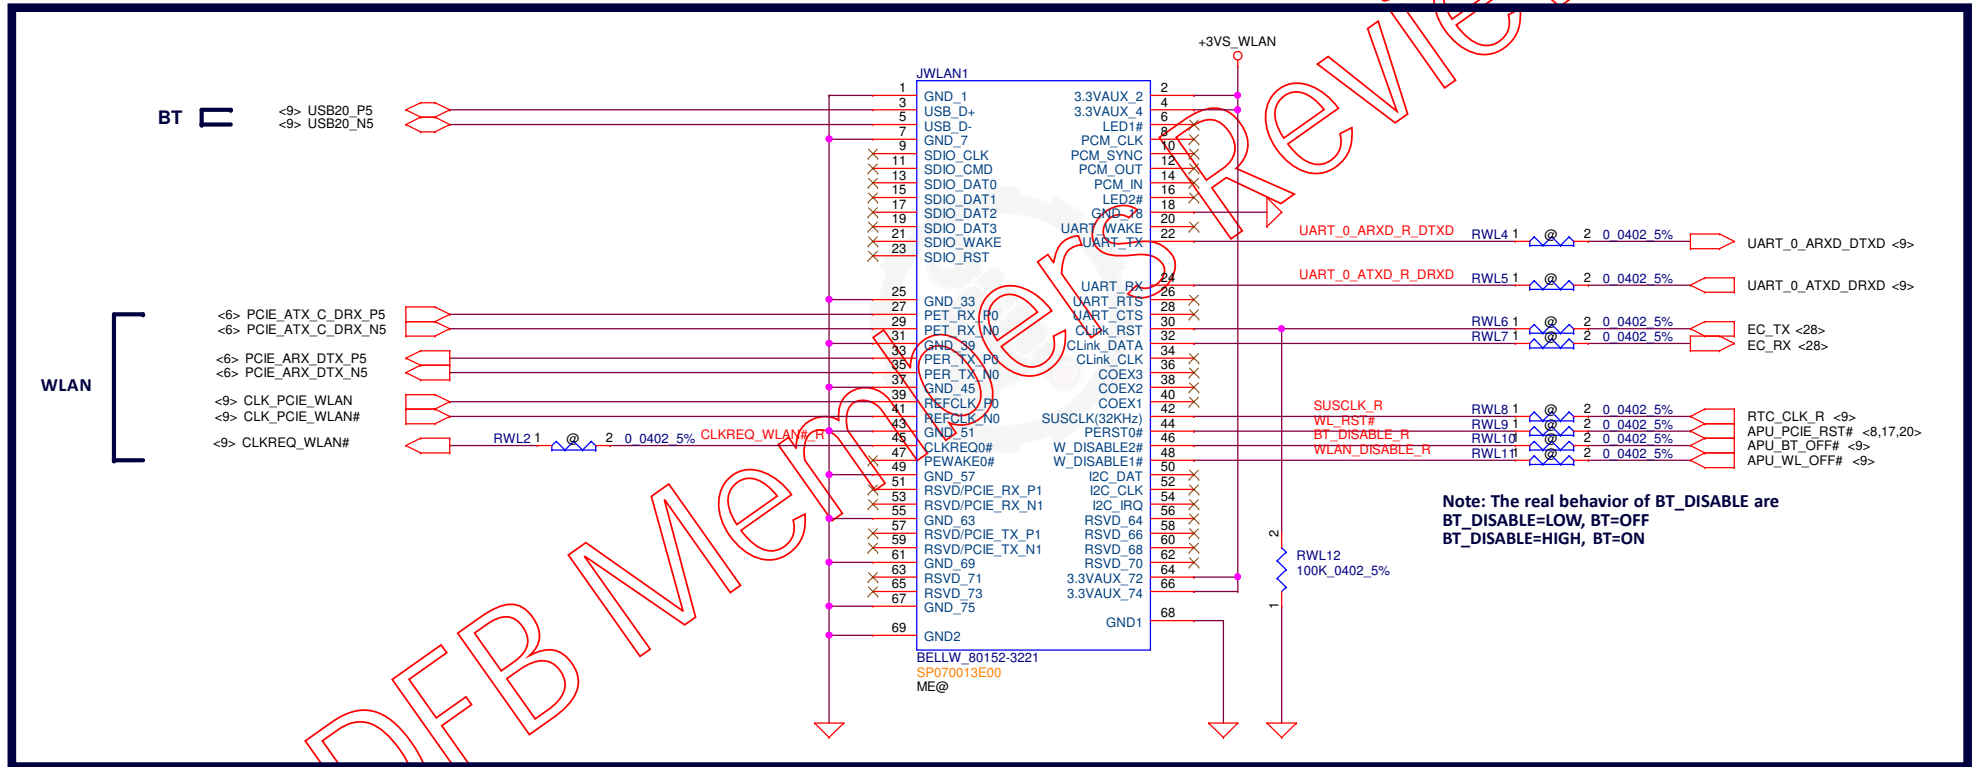 +3VS_WLAN
JWLAN1
BT
<9> USB20_P5
<9> USB20_N5
WLAN
<6> PCIE_ATX_C_DRX_P5
<6> PCIE_ATX_C_DRX_N5
<6> PCIE_ARX_DTX_P5
<6> PCIE_ARX_DTX_N5
<9> CLK_PCIE_WLAN
<9> CLK_PCIE_WLAN#
<9> CLKREQ_WLAN#
RWL2 1 @ 2 0_0402_5% CLKREQ_WLAN#_R
1 GND_1
3 USB_D+
5 USB_D-
7 GND_7
9 SDIO_CLK
11 SDIO_CMD
13 SDIO_DAT0
15 SDIO_DAT1
17 SDIO_DAT2
19 SDIO_DAT3
21 SDIO_WAKE
23 SDIO_RST
25 GND_33
27 PET_RX_P0
29 PET_RX_N0
31 GND_39
33 PER_TX_P0
35 PER_TX_N0
37 GND_45
39 REFCLK_P0
41 REFCLK_N0
43 GND_51
45 CLKREQ0#
47 PEWAKE0#
49 GND_57
51 RSVD/PCIE_RX_P1
53 RSVD/PCIE_RX_N1
55 GND_63
57 RSVD/PCIE_TX_P1
59 RSVD/PCIE_TX_N1
61 GND_69
63 RSVD_71
65 RSVD_73
67 GND_75
69 GND2
3.3VAUX_2 2
3.3VAUX_4 4
LED1# 6
PCM_CLK 8
PCM_SYNC 10
PCM_OUT 12
PCM_IN 14
LED2# 16
GND_18 18
UART_WAKE 20
UART_TX 22
UART_RX 24
UART_RTS 26
UART_CTS 28
CLink_RST 30
CLink_DATA 32
CLink_CLK 34
COEX3 36
COEX2 38
COEX1 40
SUSCLK(32KHz) 42
PERST0# 44
W_DISABLE2# 46
W_DISABLE1# 48
I2C_DAT 50
I2C_CLK 52
I2C_IRQ 54
RSVD_64 56
RSVD_66 58
RSVD_68 60
RSVD_70 62
3.3VAUX_72 64
3.3VAUX_74 66
GND1 68
BELLW_80152-3221
SP070013E00
ME@
UART_0_ARXD_R_DTXD RWL4 1 @ 2 0_0402_5% UART_0_ARXD_DTXD <9>
UART_0_ATXD_R_DRXD RWL5 1 @ 2 0_0402_5% UART_0_ATXD_DRXD <9>
RWL6 1 @ 2 0_0402_5% EC_TX <28>
RWL7 1 @ 2 0_0402_5% EC_RX <28>
SUSCLK_R RWL8 1 @ 2 0_0402_5% RTC_CLK_R <9>
WL_RST# RWL9 1 @ 2 0_0402_5% APU_PCIE_RST# <8,17,20>
BT_DISABLE_R RWL10 1 @ 2 0_0402_5% APU_BT_OFF# <9>
WLAN_DISABLE_R RWL11 1 @ 2 0_0402_5% APU_WL_OFF# <9>
Note: The real behavior of BT_DISABLE are
BT_DISABLE=LOW, BT=OFF
BT_DISABLE=HIGH, BT=ON
2
RWL12
100K_0402_5%
1
DFB Members Review